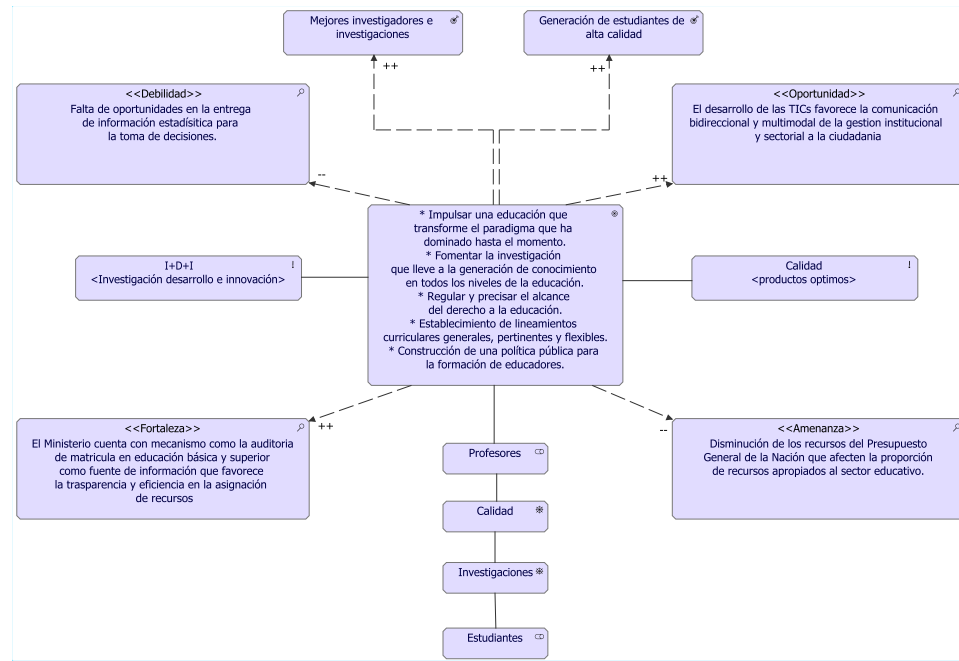 Mejores investigadores e
investigaciones
Generación de estudiantes de
alta calidad
++
++
<<Debilidad>>
Falta de oportunidades en la entrega
de información estadísitica para
la toma de decisiones.
<<Oportunidad>>
El desarrollo de las TICs favorece la comunicación
bidireccional y multimodal de la gestion institucional
y sectorial a la ciudadania
--
++
* Impulsar una educación que
transforme el paradigma que ha
dominado hasta el momento.
* Fomentar la investigación
que lleve a la generación de conocimiento
en todos los niveles de la educación.
* Regular y precisar el alcance
del derecho a la educación.
* Establecimiento de lineamientos
curriculares generales, pertinentes y flexibles.
* Construcción de una política pública para
la formación de educadores.
I+D+I
<Investigación desarrollo e innovación>
!
Calidad
<productos optimos>
!
<<Fortaleza>>
El Ministerio cuenta con mecanismo como la auditoria
de matricula en educación básica y superior
como fuente de información que favorece
la trasparencia y eficiencia en la asignación
de recursos
++
--
<<Amenanza>>
Disminución de los recursos del Presupuesto
General de la Nación que afecten la proporción
de recursos apropiados al sector educativo.
Profesores
Calidad
Investigaciones
Estudiantes